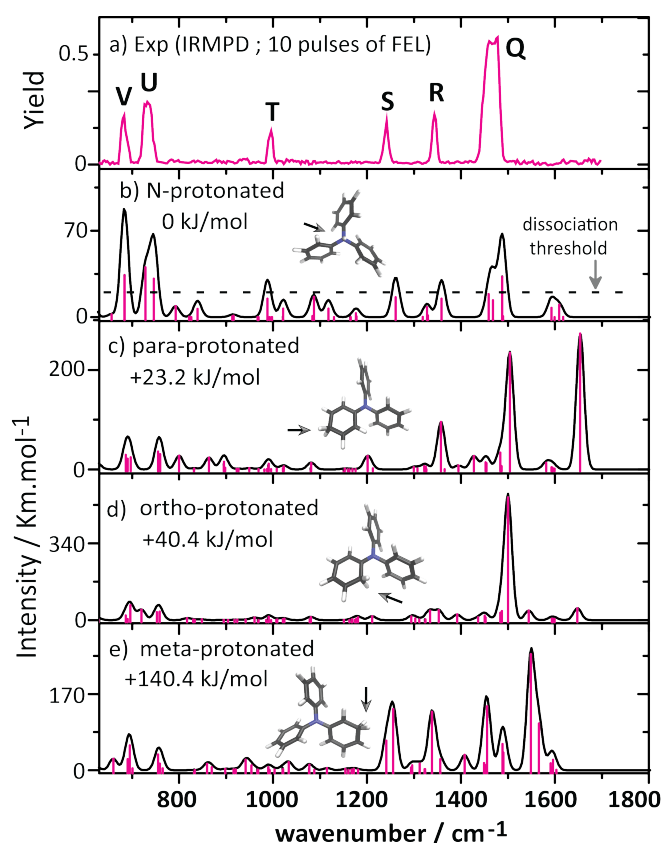 a) Exp (IRMPD ; 10 pulses of FEL)
0.5
Q
U
V
T
S
R
Yield
0
b) N-protonated
0 kJ/mol
dissociation
threshold
70
0
c) para-protonated
+23.2 kJ/mol
200
0
d) ortho-protonated
+40.4 kJ/mol
340
0
Intensity / Km.mol-1
e) meta-protonated
+140.4 kJ/mol
170
0
800 1000 1200 1400 1600 1800
wavenumber / cm-1